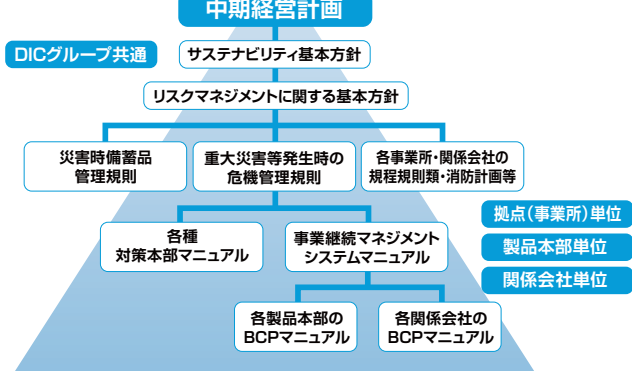 中期経営計画
DICグループ共通
サステナビリティ基本方針
リスクマネジメントに関する基本方針
災害時備蓄品
管理規則
重大災害等発生時の
危機管理規則
各事業所・関係会社の
規程規則類・消防計画等
拠点(事業所)単位
製品本部単位
関係会社単位
各種
対策本部マニュアル
事業継続マネジメント
システムマニュアル
各製品本部の
BCPマニュアル
各関係会社の
BCPマニュアル